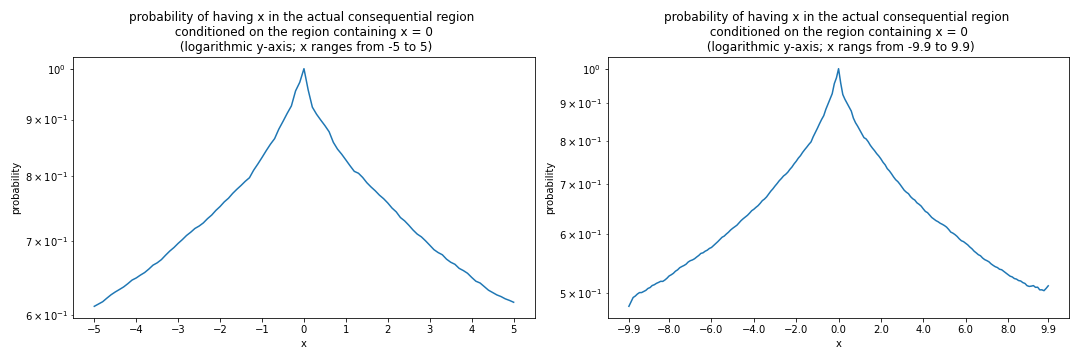 probability of having x in the actual consequential region
conditioned on the region containing x = 0
(logarithmic y-axis; x ranges from -5 to 5)
10⁰
9 × 10⁻¹
8 × 10⁻¹
7 × 10⁻¹
6 × 10⁻¹
probability
−5 −4 −3 −2 −1 0 1 2 3 4 5
x
probability of having x in the actual consequential region
conditioned on the region containing x = 0
(logarithmic y-axis; x rangs from -9.9 to 9.9)
10⁰
9 × 10⁻¹
8 × 10⁻¹
7 × 10⁻¹
6 × 10⁻¹
5 × 10⁻¹
probability
−9.9 −8.0 −6.0 −4.0 −2.0 0.0 2.0 4.0 6.0 8.0 9.9
x